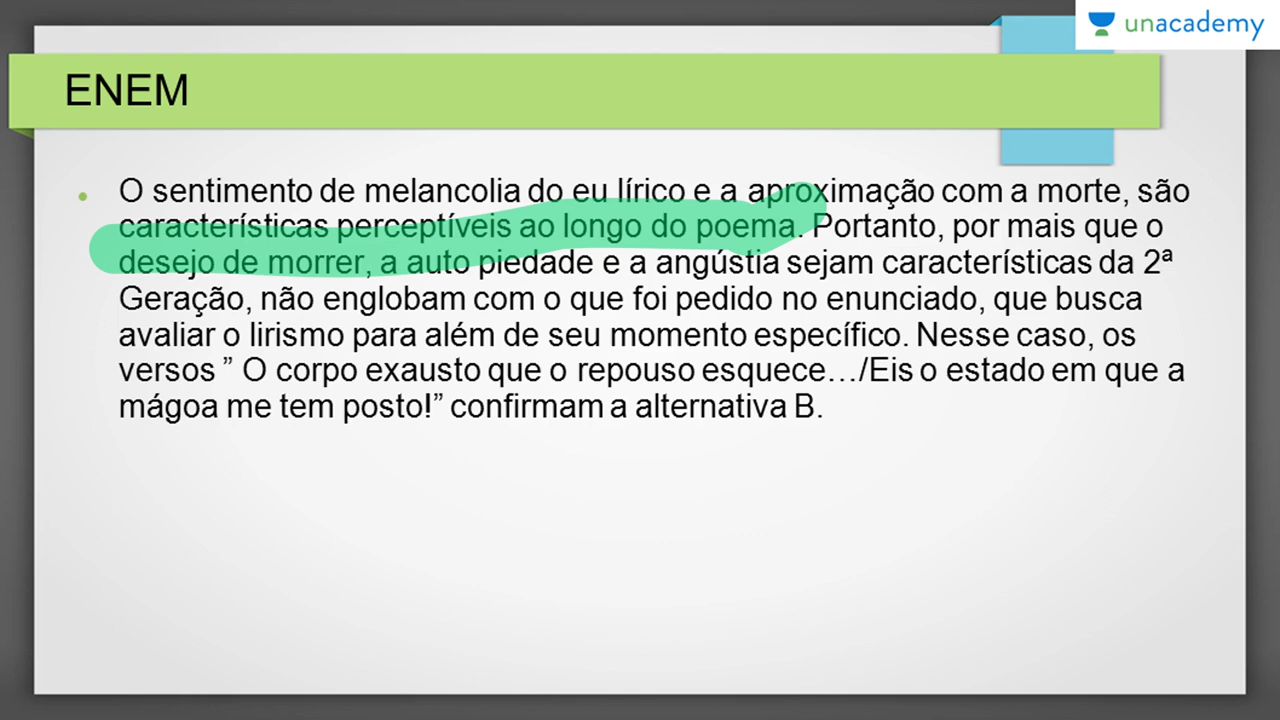 unacademy
ENEM
O sentimento de melancolia do eu lírico e a aproximação com a morte, são
características perceptíveis ao longo do poema. Portanto, por mais que o
desejo de morrer, a auto piedade e a angústia sejam características da 2ª
Geração, não englobam com o que foi pedido no enunciado, que busca
avaliar o lirismo para além de seu momento específico. Nesse caso, os
versos ” O corpo exausto que o repouso esquece…/Eis o estado em que a
mágoa me tem posto!” confirmam a alternativa B.